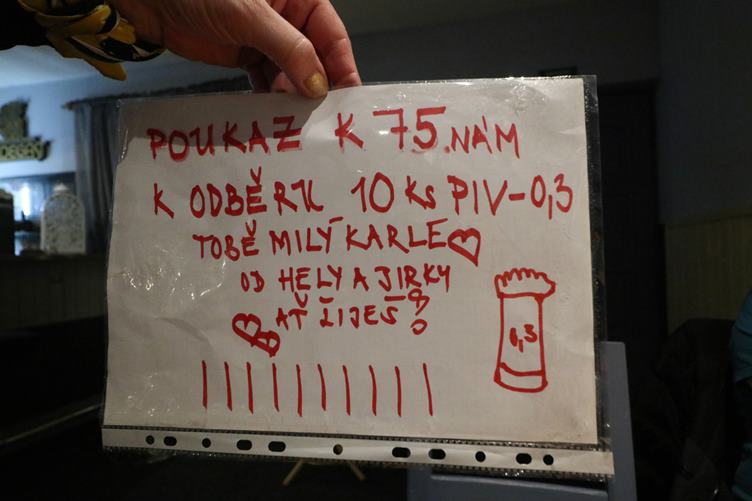 POUKAZ K 75.NÁM
K ODBĚRU 10 KS PIV-0,3
TOBĚ MILÝ KARLE
OD HELY A JIRKY
AŤ ŽIJEŠ!
0,3